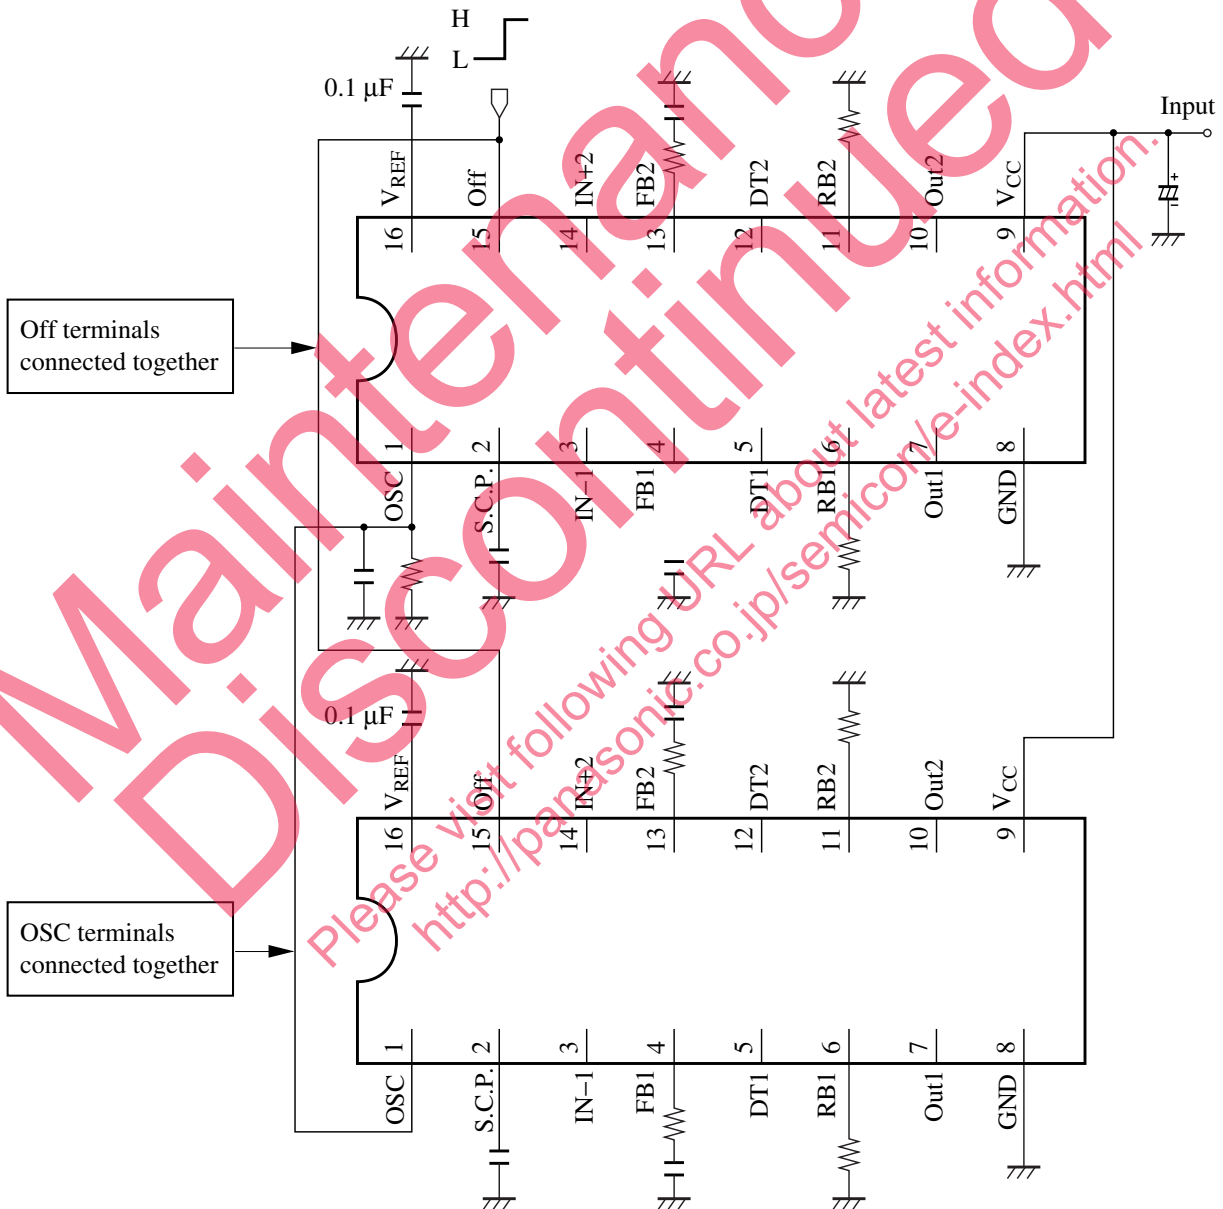 H
L
0.1 µF
Input
VREF
Off
IN+2
FB2
DT2
RB2
Out2
VCC
16
15
14
13
12
11
10
9
Off terminals
connected together
1
2
3
4
5
6
7
8
OSC
S.C.P.
IN−1
FB1
DT1
RB1
Out1
GND
0.1 µF
VREF
Off
IN+2
FB2
DT2
RB2
Out2
VCC
16
15
14
13
12
11
10
9
OSC terminals
connected together
1
2
3
4
5
6
7
8
OSC
S.C.P.
IN−1
FB1
DT1
RB1
Out1
GND
Discontinued
Please visit following URL about latest information.
http://panasonic.co.jp/semicon/e-index.html